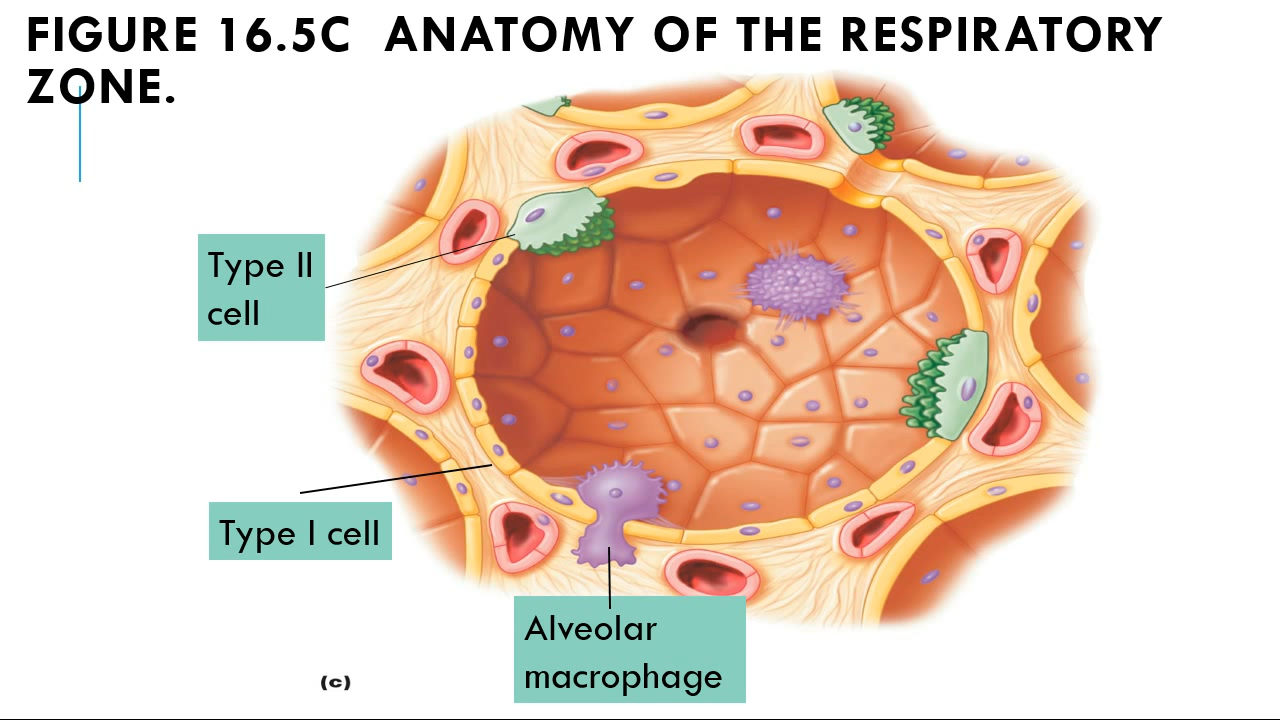 FIGURE 16.5C ANATOMY OF THE RESPIRATORY
ZONE.
Type II
cell
Type I cell
Alveolar
macrophage
(c)